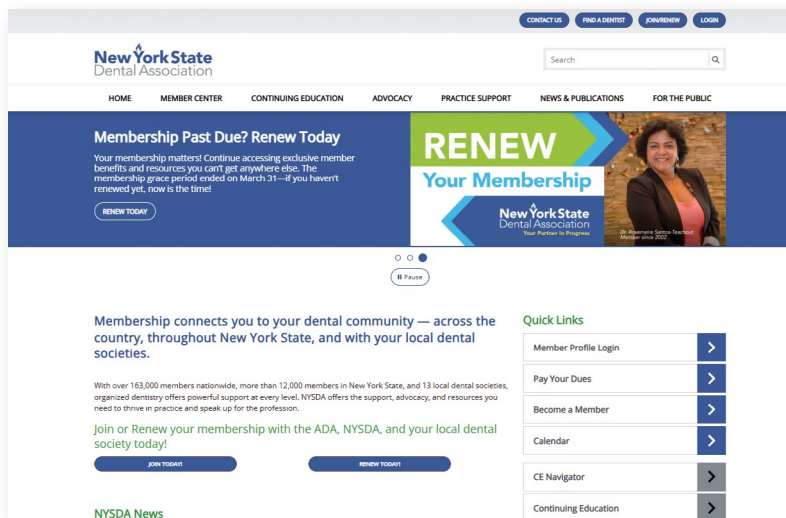 CONTACT US FIND A DENTIST JOIN/RENEW LOGIN
New York State
Dental Association
Search
HOME MEMBER CENTER CONTINUING EDUCATION ADVOCACY PRACTICE SUPPORT NEWS & PUBLICATIONS FOR THE PUBLIC
Membership Past Due? Renew Today
Your membership matters! Continue accessing exclusive member
benefits and resources you can't get anywhere else. The
membership grace period ended on March 31—if you haven't
renewed yet, now is the time!
RENEW TODAY
RENEW
Your Membership
New York State
Dental Association
Your Partner in Progress
Dr. Rosemarie Santos-Teachout
Member since 2002
Pause
Membership connects you to your dental community — across the
country, throughout New York State, and with your local dental
societies.
With over 163,000 members nationwide, more than 12,000 members in New York State, and 13 local dental societies,
organized dentistry offers powerful support at every level. NYSDA offers the support, advocacy, and resources you
need to thrive in practice and speak up for the profession.
Join or Renew your membership with the ADA, NYSDA, and your local dental
society today!
JOIN TODAY! RENEW TODAY!
NYSDA News
Quick Links
Member Profile Login
Pay Your Dues
Become a Member
Calendar
CE Navigator
Continuing Education